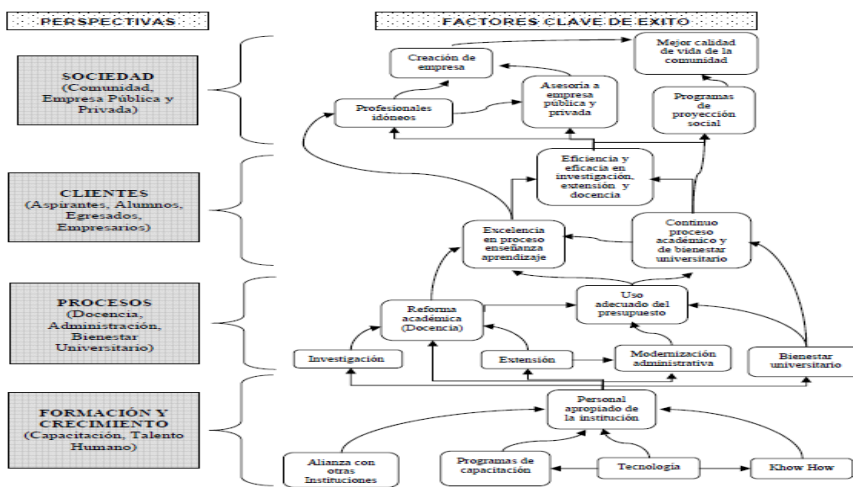 PERSPECTIVAS
FACTORES CLAVE DE EXITO
SOCIEDAD
(Comunidad,
Empresa Pública y
Privada)
Creación de
empresa
Mejor calidad
de vida de la
comunidad
Profesionales
idóneos
Asesoría a
empresa
pública y
privada
Programas
de
proyección
social
CLIENTES
(Aspirantes, Alumnos,
Egresados,
Empresarios)
Eficiencia y
eficacia en
investigación,
extensión y
docencia
Excelencia
en proceso
enseñanza
aprendizaje
Continuo
proceso
académico y
de bienestar
universitario
PROCESOS
(Docencia,
Administración,
Bienestar
Universitario)
Reforma
académica
(Docencia)
Uso
adecuado del
presupuesto
Investigación
Extensión
Modernización
administrativa
Bienestar
universitario
FORMACIÓN Y
CRECIMIENTO
(Capacitación, Talento
Humano)
Personal
apropiado de
la institución
Alianza con
otras
Instituciones
Programas de
capacitación
Tecnología
Khow How